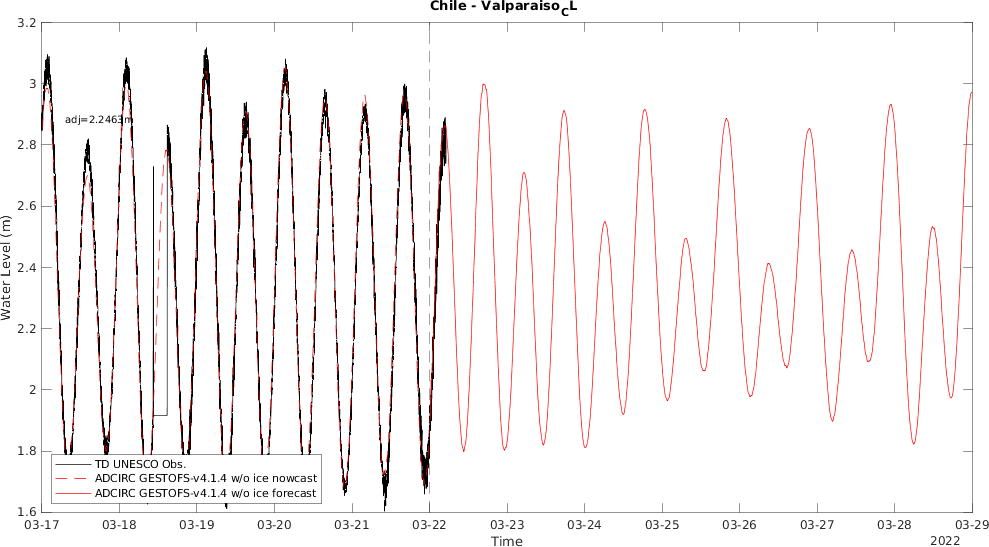 Chile - Valparaiso_CL
3.2
3
2.8
2.6
2.4
2.2
2
1.8
1.6
Water Level (m)
adj=2.2463m
TD UNESCO Obs.
ADCIRC GESTOFS-v4.1.4 w/o ice nowcast
ADCIRC GESTOFS-v4.1.4 w/o ice forecast
03-17 03-18 03-19 03-20 03-21 03-22 03-23 03-24 03-25 03-26 03-27 03-28 03-29
Time
2022